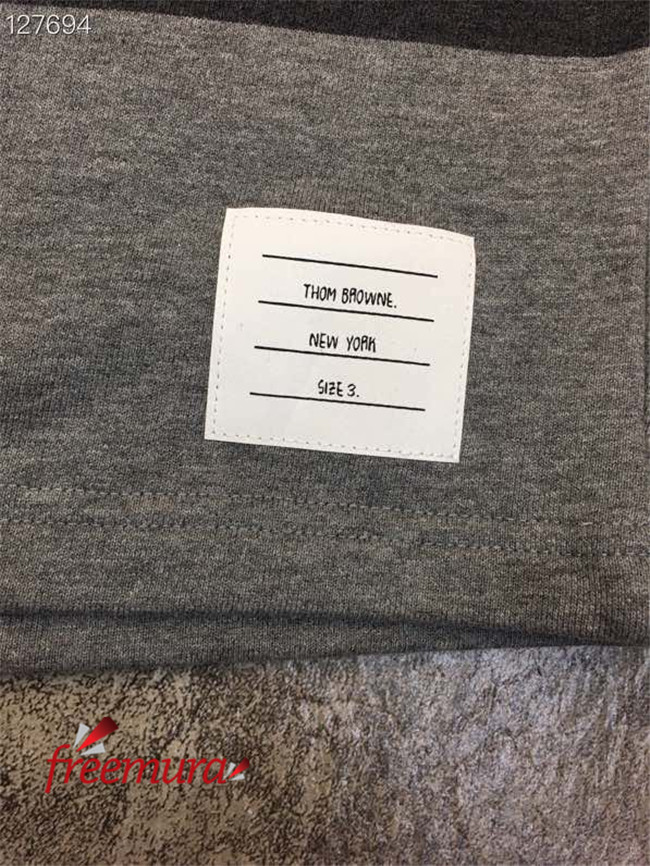 127694
THOM BROWNE.
NEW YORK
SIZE 3.
freemura